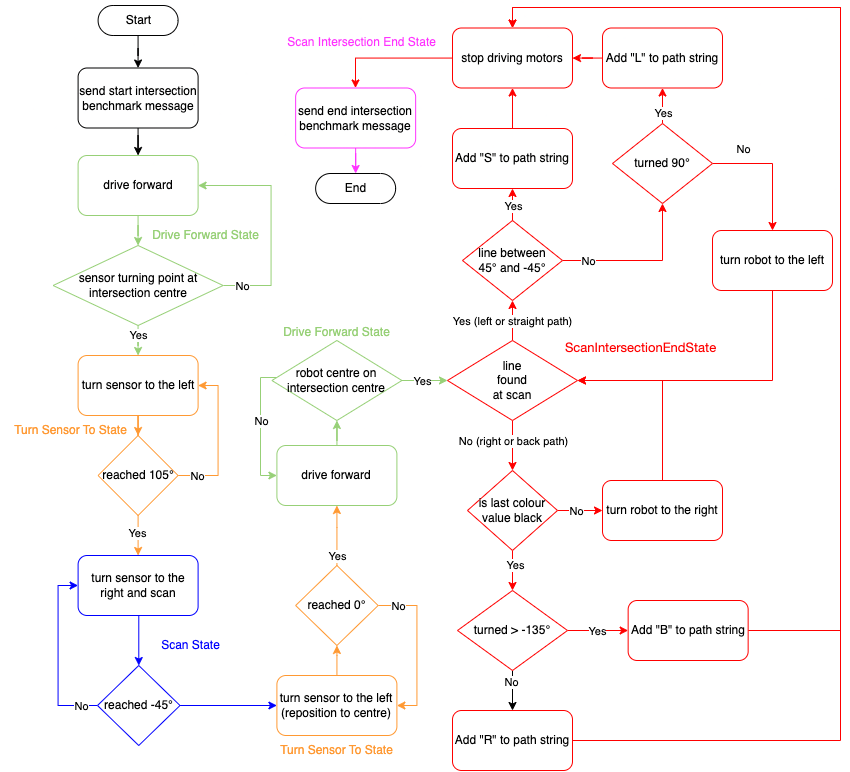 Start
send start intersection
benchmark message
drive forward
Drive Forward State
sensor turning point at
intersection centre
No
Yes
turn sensor to the left
Turn Sensor To State
reached 105°
No
Yes
turn sensor to the
right and scan
Scan State
No
reached -45°
turn sensor to the left
(reposition to centre)
Turn Sensor To State
reached 0°
No
Yes
drive forward
No
Drive Forward State
robot centre on
intersection centre
Yes
line
found
at scan
ScanIntersectionEndState
Yes (left or straight path)
line between
45° and -45°
No
Yes
Add "S" to path string
turned 90°
No
Yes
Add "L" to path string
turn robot to the left
stop driving motors
Scan Intersection End State
send end intersection
benchmark message
End
No (right or back path)
is last colour
value black
No
turn robot to the right
Yes
turned > -135°
Yes
Add "B" to path string
No
Add "R" to path string